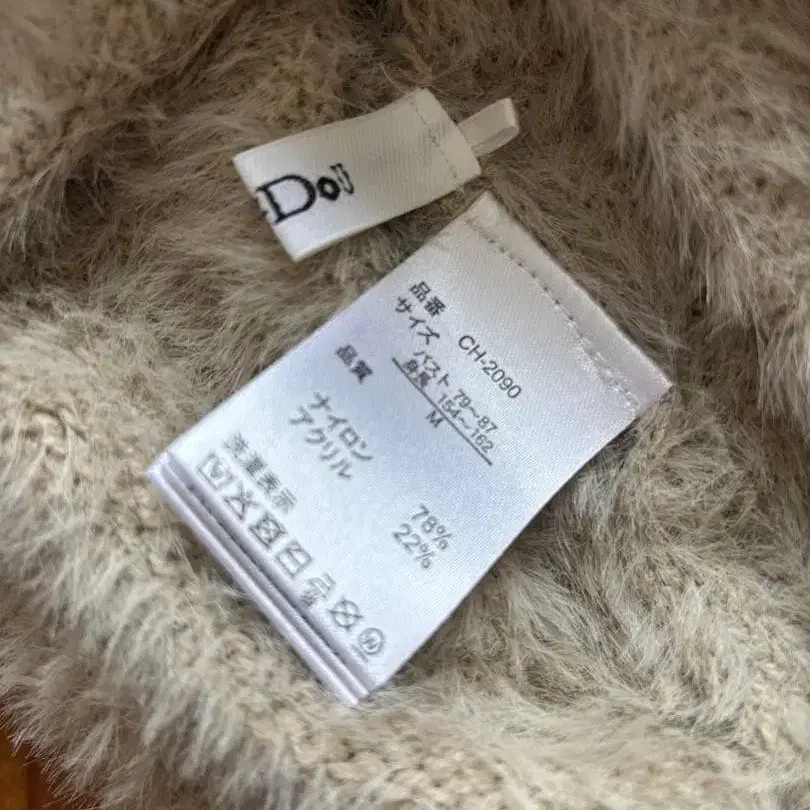 Dou
品番 CH-2090
サイズ
バスト 79～87
身長 154～162
M
品質
ナイロン 78%
アクリル 22%
洗濯表示